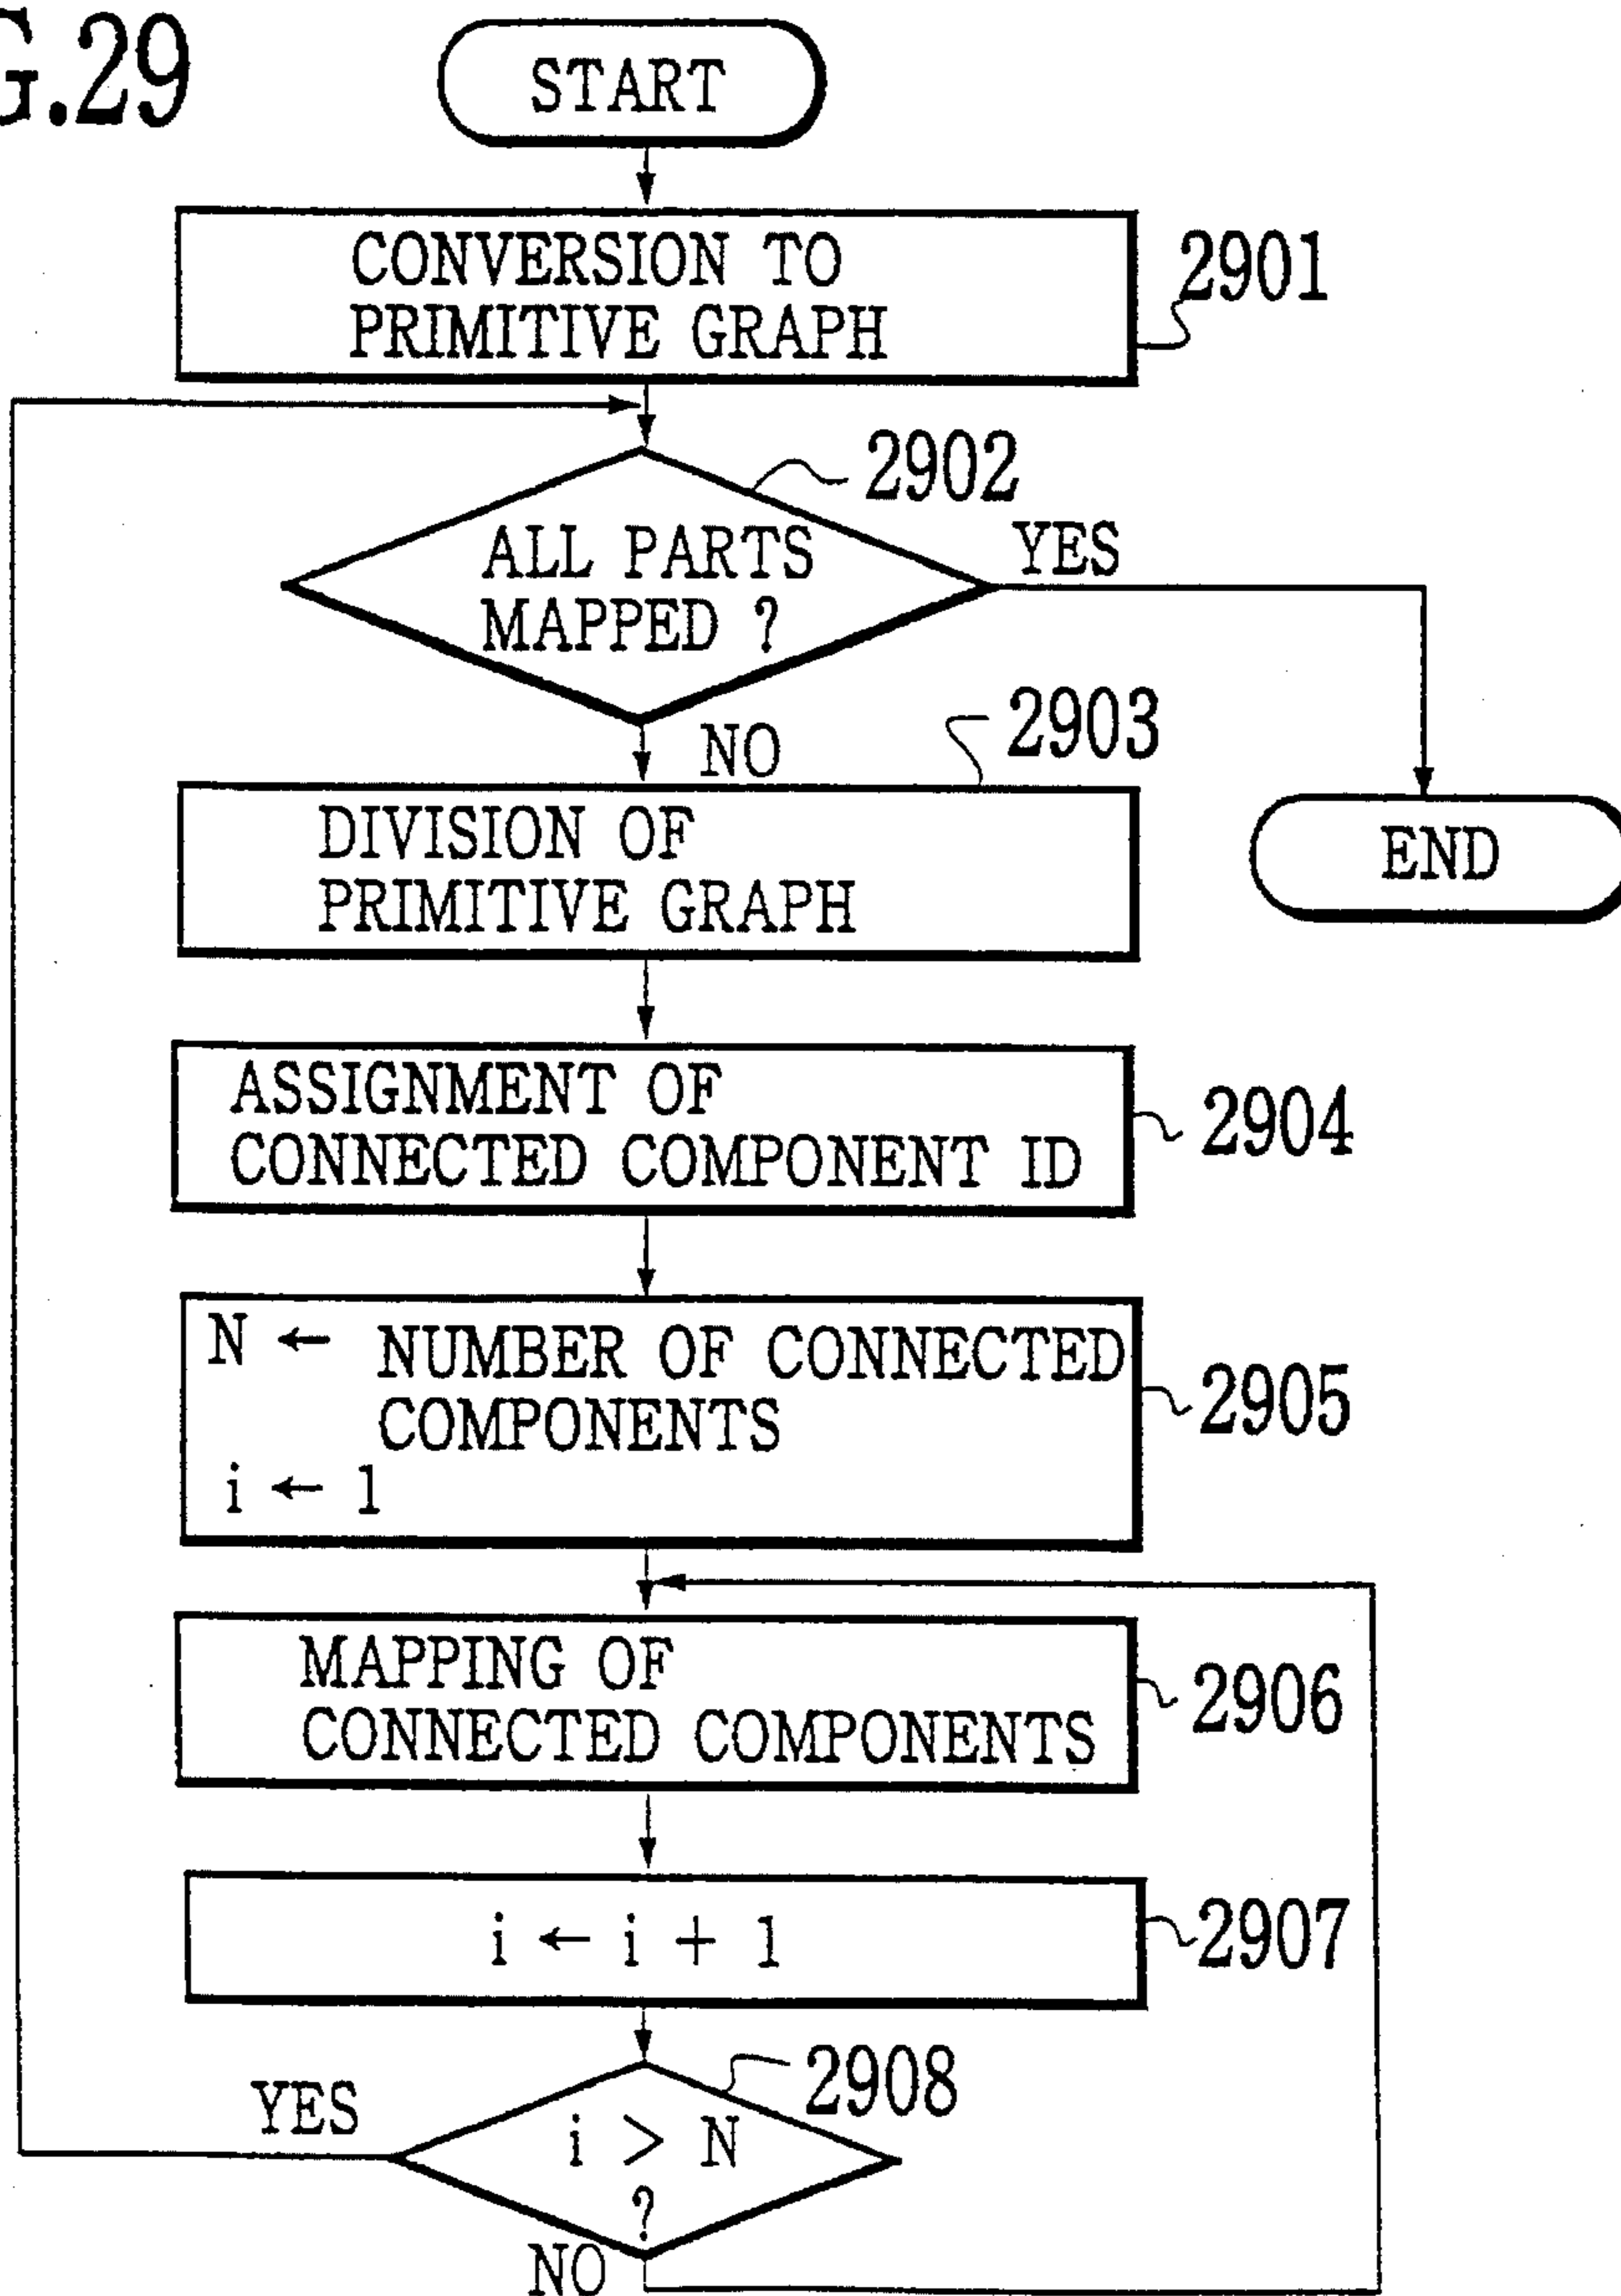 G.29
START
CONVERSION TO
PRIMITIVE GRAPH
2901
2902
ALL PARTS
MAPPED ?
YES
NO
2903
DIVISION OF
PRIMITIVE GRAPH
END
ASSIGNMENT OF
CONNECTED COMPONENT ID
2904
N ← NUMBER OF CONNECTED
COMPONENTS
i ← 1
2905
MAPPING OF
CONNECTED COMPONENTS
2906
i ← i + 1
2907
2908
YES
i > N
?
NO